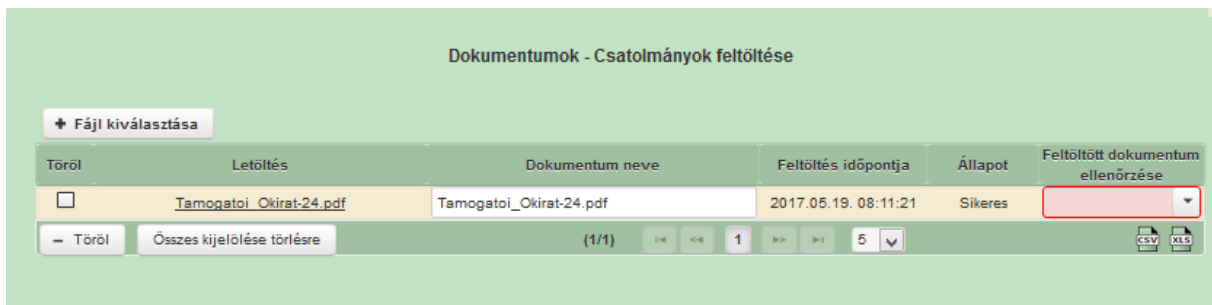 Dokumentumok - Csatolmányok feltöltése
+ Fájl kiválasztása
Töröl Letöltés Dokumentum neve Feltöltés időpontja Állapot Feltöltött dokumentum
ellenőrzése
Tamogatoi_Okirat-24.pdf Tamogatoi_Okirat-24.pdf 2017.05.19. 08:11:21 Sikeres
– Töröl Összes kijelölése törlésre (1/1) 1 5 CSV XLS